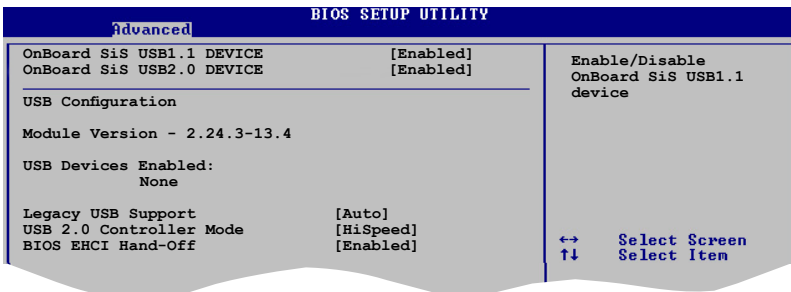 BIOS SETUP UTILITY
Advanced
OnBoard SiS USB1.1 DEVICE [Enabled]
OnBoard SiS USB2.0 DEVICE [Enabled]
USB Configuration
Module Version - 2.24.3-13.4
USB Devices Enabled:
None
Legacy USB Support [Auto]
USB 2.0 Controller Mode [HiSpeed]
BIOS EHCI Hand-Off [Enabled]
Enable/Disable
OnBoard SiS USB1.1
device
←→ Select Screen
↑↓ Select Item